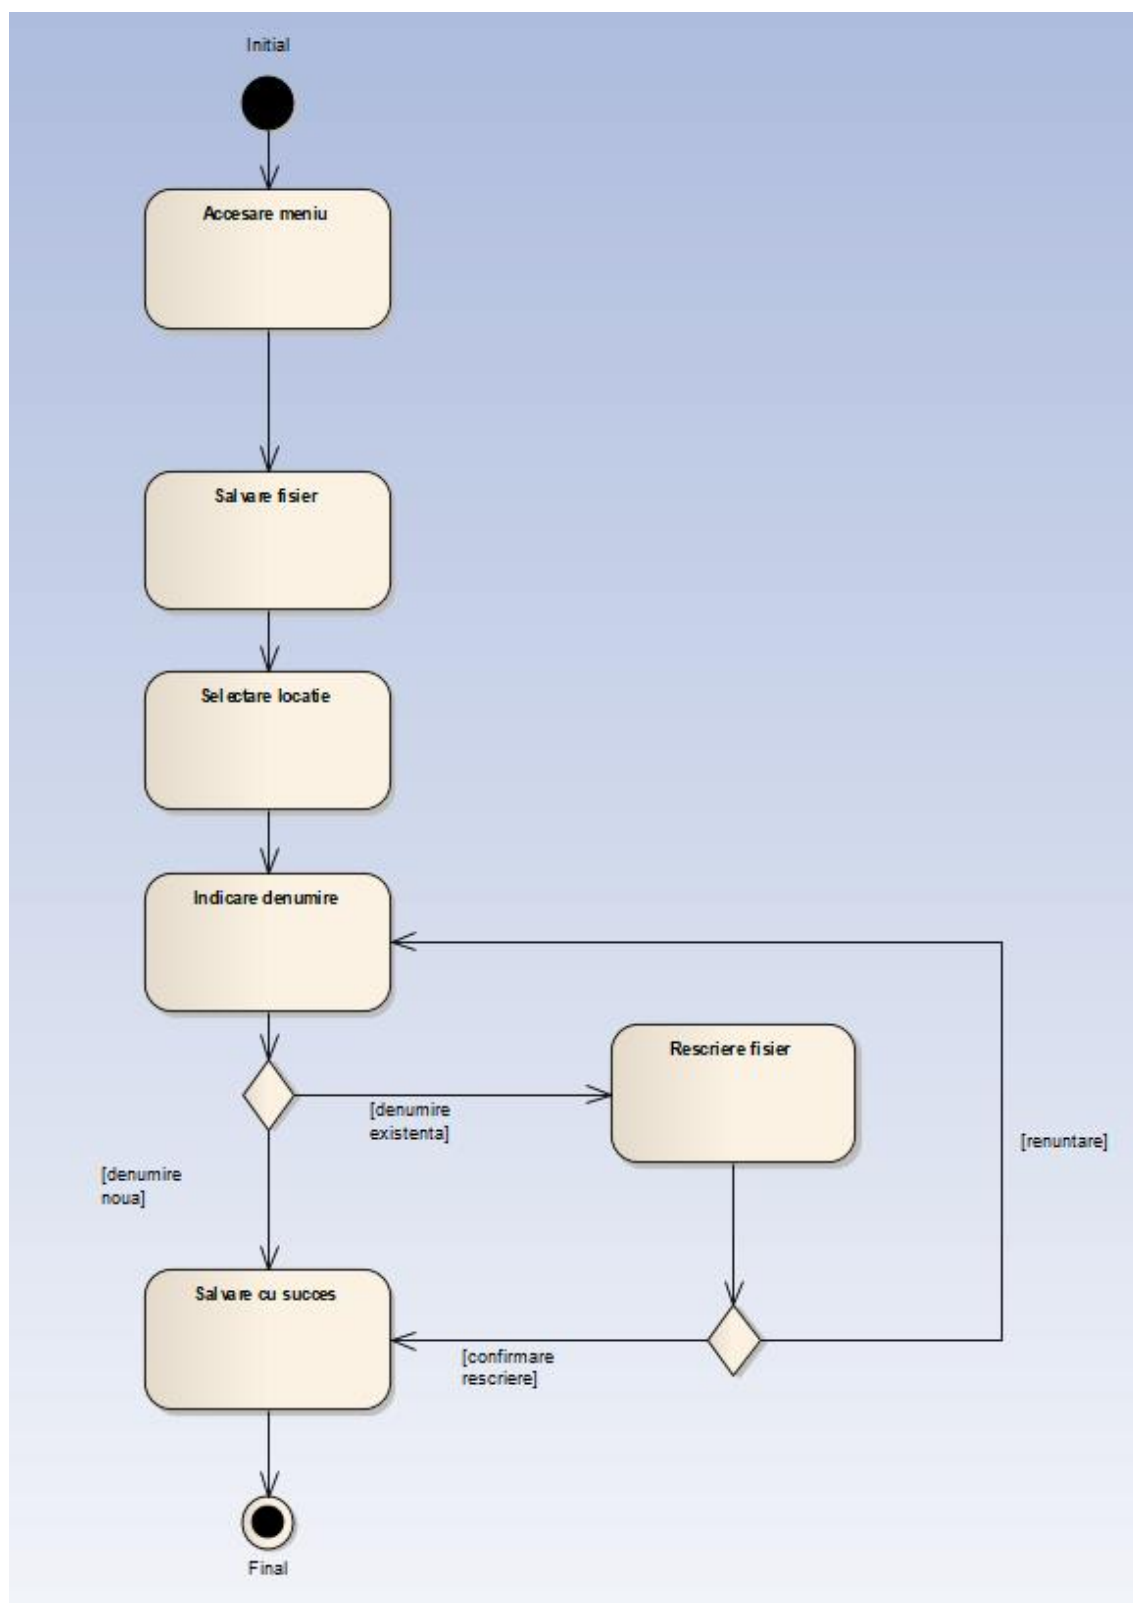 Initial
Accesare meniu
Salvare fisier
Selectare locatie
Indicare denumire
Rescriere fisier
[denumire
existenta]
[renuntare]
[denumire
noua]
Salvare cu succes
[confirmare
rescriere]
Final